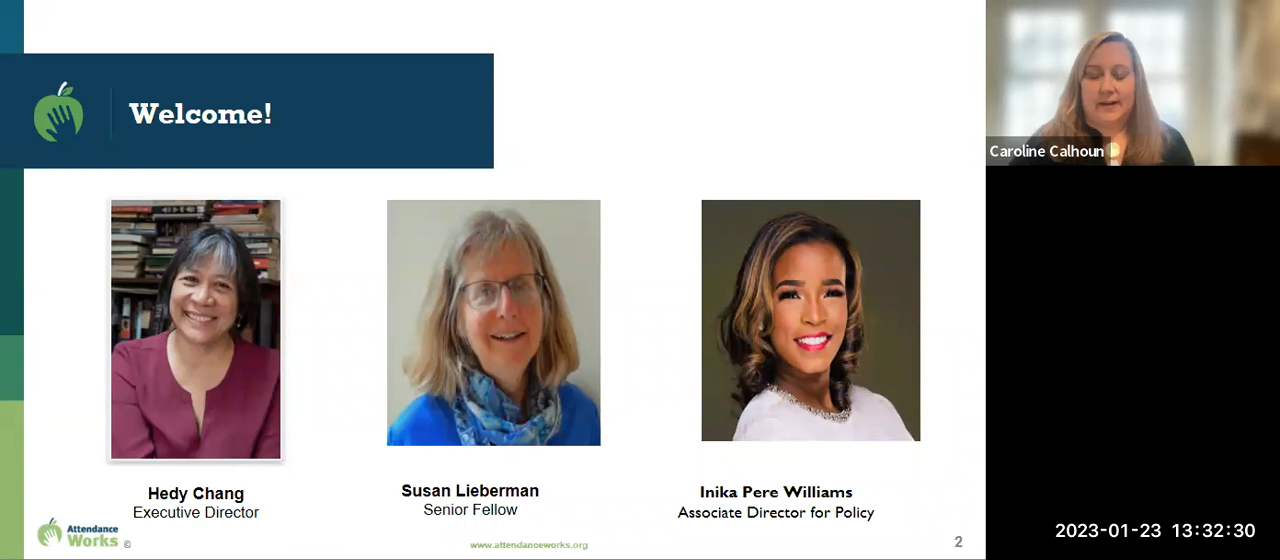 Welcome!
Caroline Calhoun
Hedy Chang
Executive Director
Susan Lieberman
Senior Fellow
Inika Pere Williams
Associate Director for Policy
Attendance
Works ©
www.attendanceworks.org
2
2023-01-23 13:32:30